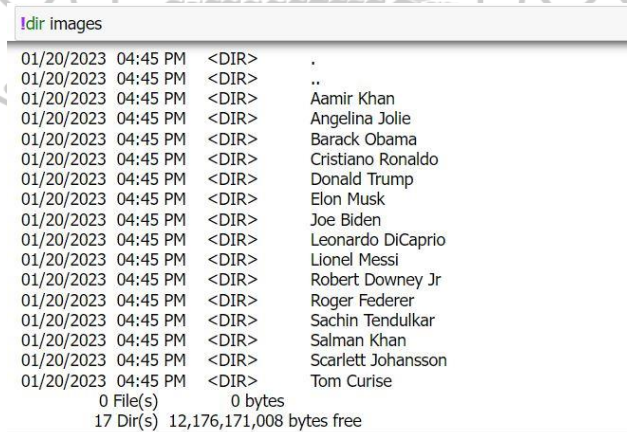 !dir images
01/20/2023 04:45 PM <DIR> .
01/20/2023 04:45 PM <DIR> ..
01/20/2023 04:45 PM <DIR> Aamir Khan
01/20/2023 04:45 PM <DIR> Angelina Jolie
01/20/2023 04:45 PM <DIR> Barack Obama
01/20/2023 04:45 PM <DIR> Cristiano Ronaldo
01/20/2023 04:45 PM <DIR> Donald Trump
01/20/2023 04:45 PM <DIR> Elon Musk
01/20/2023 04:45 PM <DIR> Joe Biden
01/20/2023 04:45 PM <DIR> Leonardo DiCaprio
01/20/2023 04:45 PM <DIR> Lionel Messi
01/20/2023 04:45 PM <DIR> Robert Downey Jr
01/20/2023 04:45 PM <DIR> Roger Federer
01/20/2023 04:45 PM <DIR> Sachin Tendulkar
01/20/2023 04:45 PM <DIR> Salman Khan
01/20/2023 04:45 PM <DIR> Scarlett Johansson
01/20/2023 04:45 PM <DIR> Tom Curise
0 File(s) 0 bytes
17 Dir(s) 12,176,171,008 bytes free